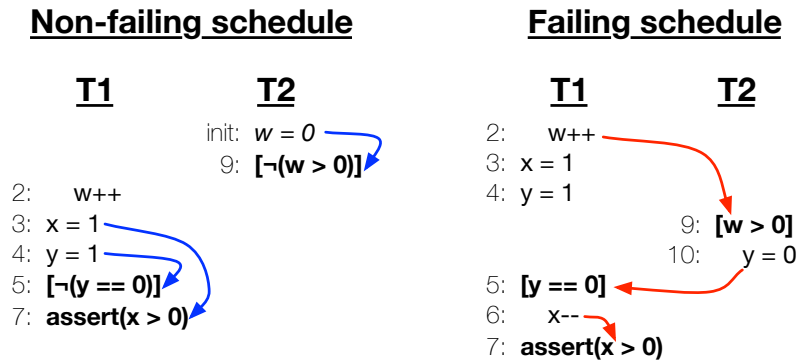 Non-failing schedule
T1 T2
init: w = 0
9: [¬(w > 0)]
2: w++
3: x = 1
4: y = 1
5: [¬(y == 0)]
7: assert(x > 0)
Failing schedule
T1 T2
2: w++
3: x = 1
4: y = 1
9: [w > 0]
10: y = 0
5: [y == 0]
6: x--
7: assert(x > 0)